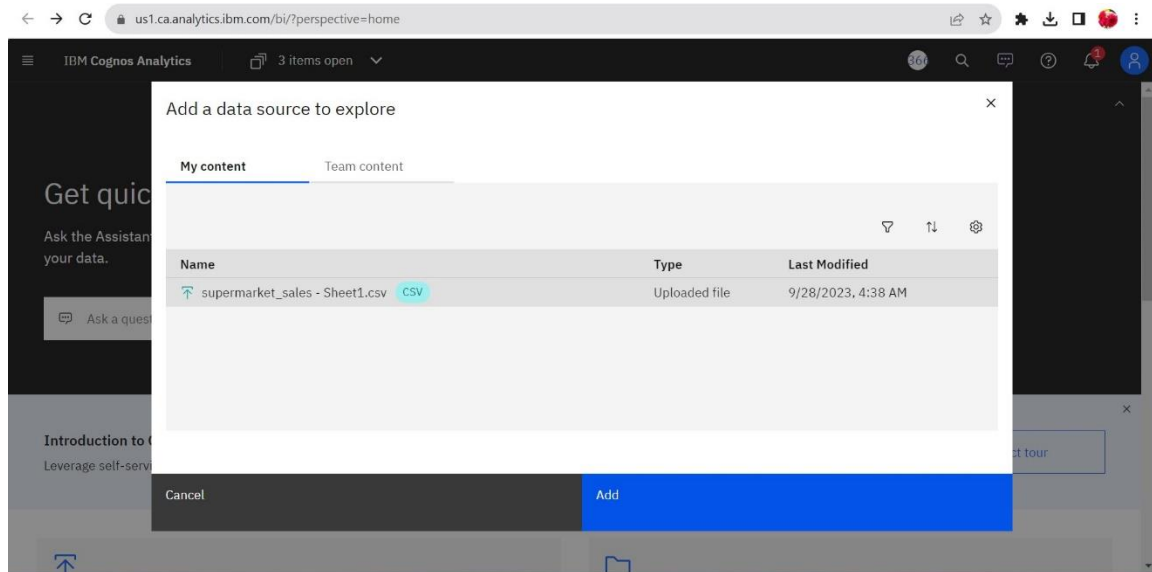 us1.ca.analytics.ibm.com/bi/?perspective=home
IBM Cognos Analytics
3 items open
1
Add a data source to explore
My content Team content
Get quic
Ask the Assistan
your data.
Name Type Last Modified
supermarket_sales - Sheet1.csv CSV Uploaded file 9/28/2023, 4:38 AM
Ask a quest
Introduction to
Leverage self-servi
ct tour
Cancel Add